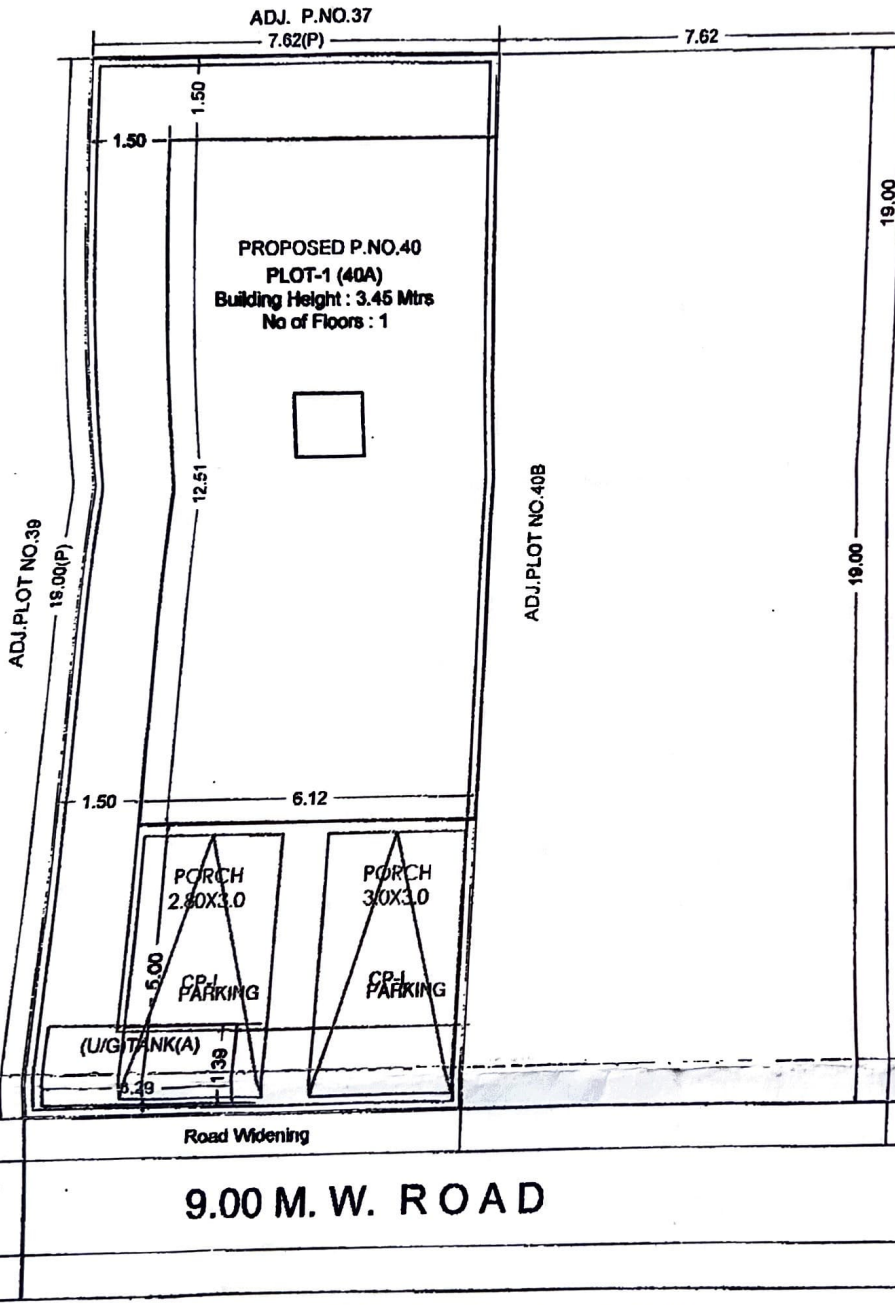 ADJ. P.NO.37
7.62(P)
7.62
1.50
1.50
19.00
PROPOSED P.NO.40
PLOT-1 (40A)
Building Height : 3.45 Mtrs
No of Floors : 1
12.51
ADJ.PLOT NO.39
19.00(P)
ADJ.PLOT NO.40B
19.00
1.50
6.12
PORCH
2.80X3.0
PORCH
3.0X3.0
5.00
CP-L
PARKING
CP-L
PARKING
(U/G)TANK(A)
1.39
Road Widening
9.00 M. W. ROAD